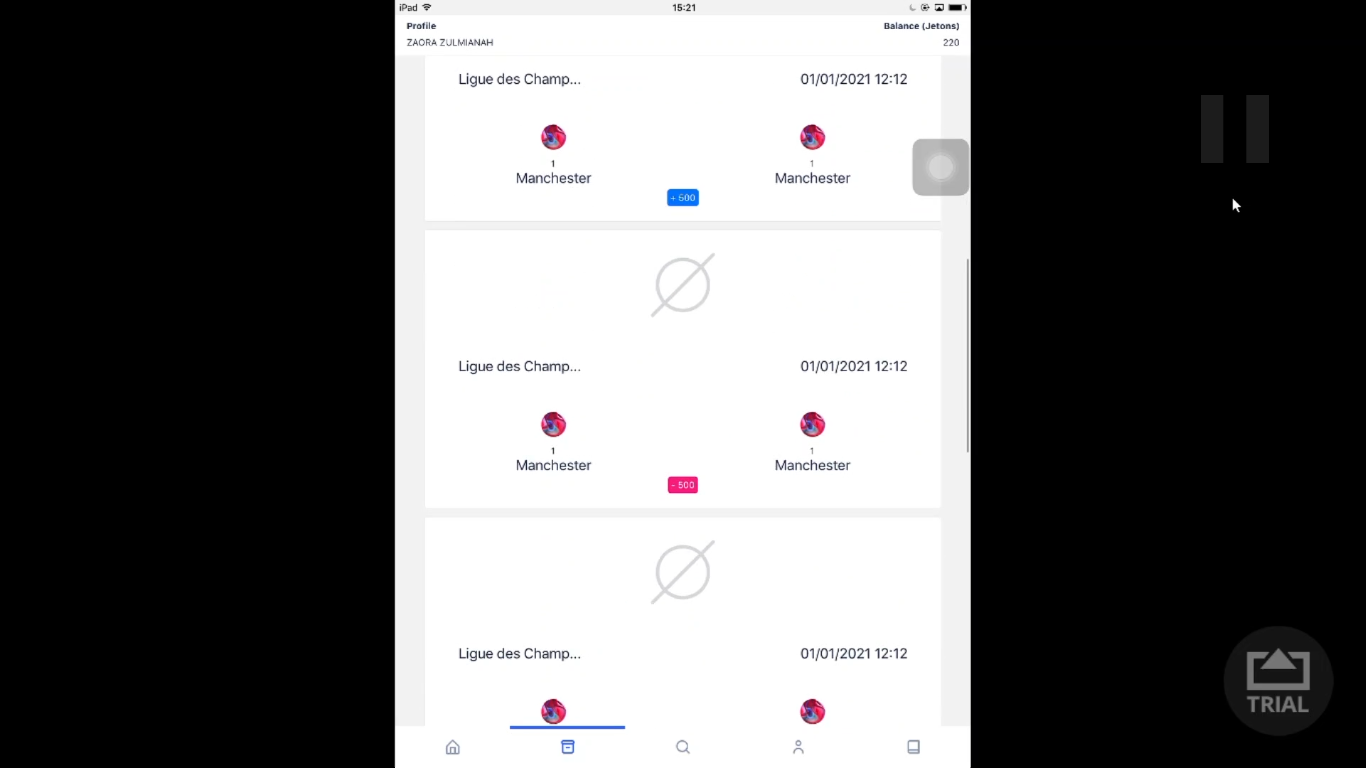 iPad 15:21
Profile Balance (Jetons)
ZAORA ZULMIANAH 220
Ligue des Champ... 01/01/2021 12:12
1 1
Manchester Manchester
+ 500
Ligue des Champ... 01/01/2021 12:12
1 1
Manchester Manchester
- 500
Ligue des Champ... 01/01/2021 12:12
TRIAL